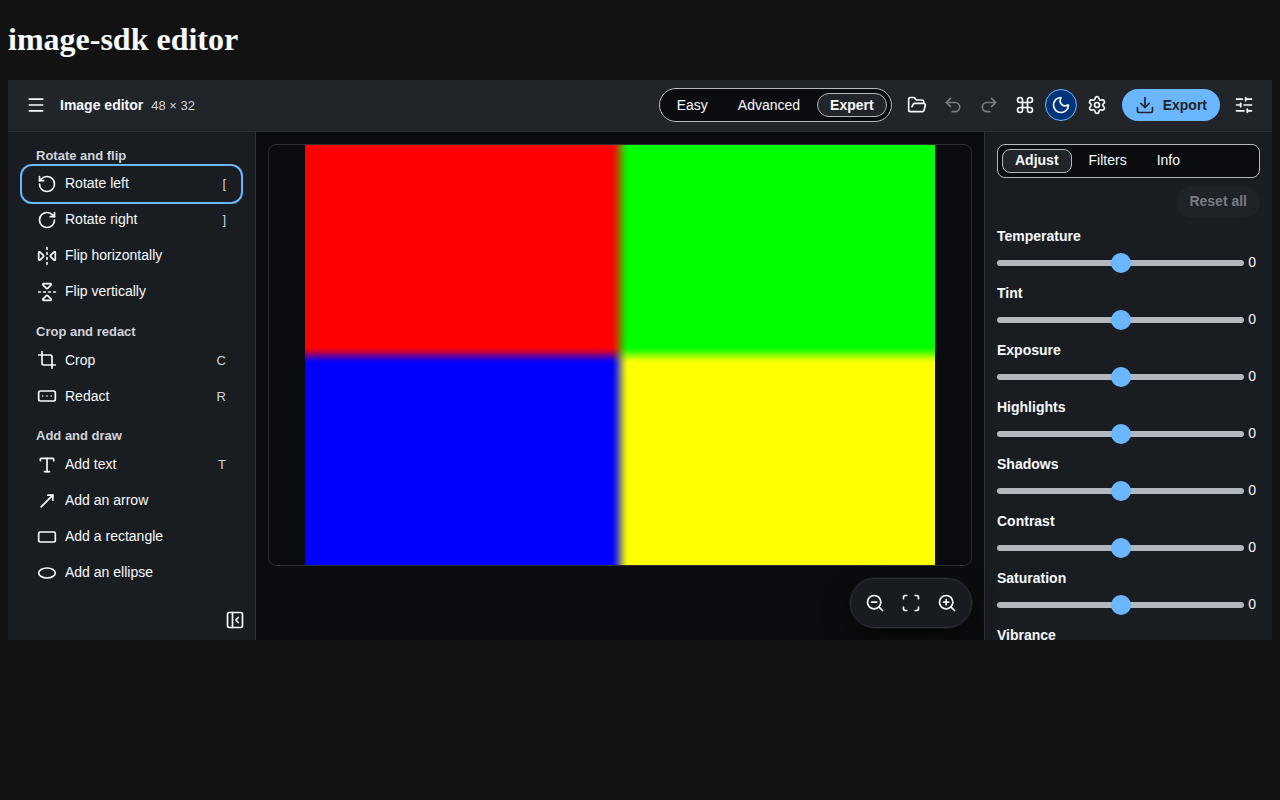 image-sdk editor
Image editor 48 × 32 Easy Advanced Expert Export
Rotate and flip
Rotate left [
Rotate right ]
Flip horizontally
Flip vertically
Crop and redact
Crop C
Redact R
Add and draw
Add text T
Add an arrow
Add a rectangle
Add an ellipse
Adjust Filters Info
Reset all
Temperature
0
Tint
0
Exposure
0
Highlights
0
Shadows
0
Contrast
0
Saturation
0
Vibrance